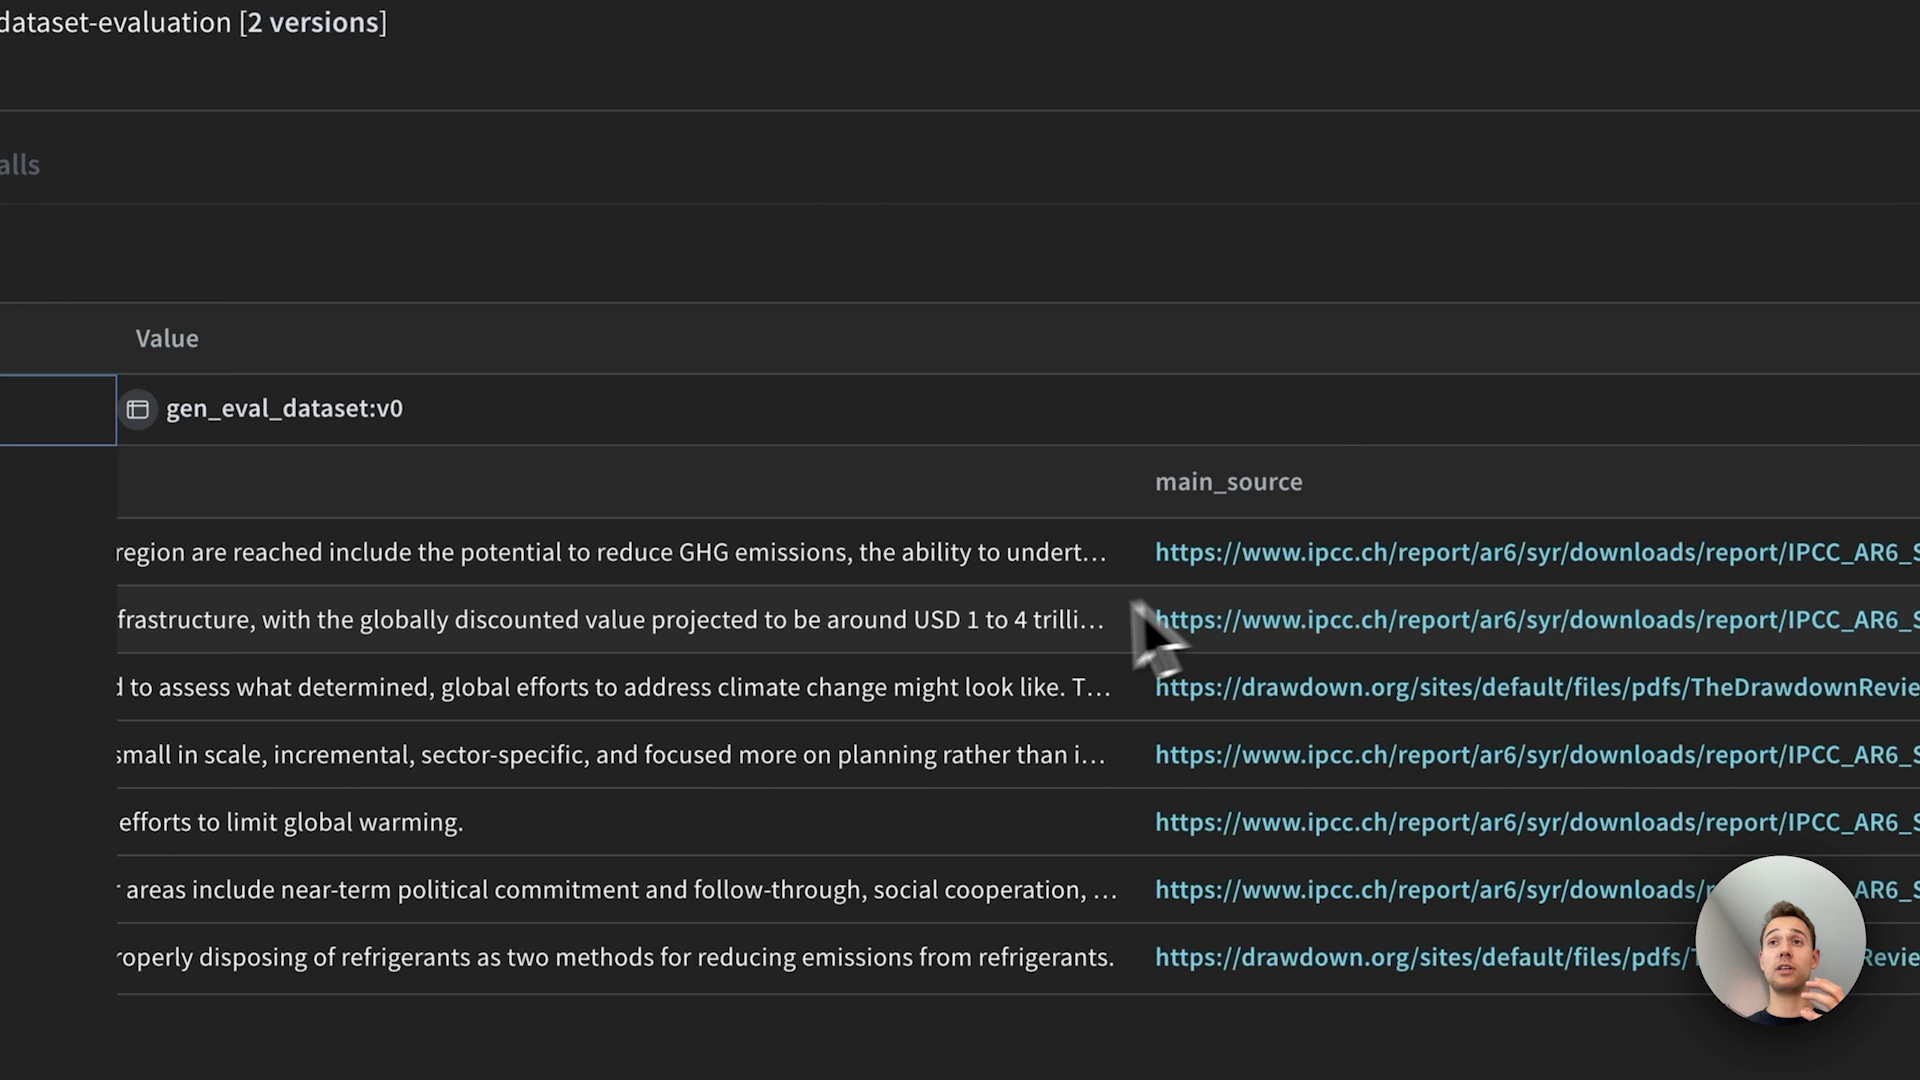 dataset-evaluation [2 versions]
alls
Value
gen_eval_dataset:v0
main_source
region are reached include the potential to reduce GHG emissions, the ability to undert… https://www.ipcc.ch/report/ar6/syr/downloads/report/IPCC_AR6_S
frastructure, with the globally discounted value projected to be around USD 1 to 4 trilli… https://www.ipcc.ch/report/ar6/syr/downloads/report/IPCC_AR6_S
d to assess what determined, global efforts to address climate change might look like. T… https://drawdown.org/sites/default/files/pdfs/TheDrawdownRevie
small in scale, incremental, sector-specific, and focused more on planning rather than i… https://www.ipcc.ch/report/ar6/syr/downloads/report/IPCC_AR6_S
efforts to limit global warming. https://www.ipcc.ch/report/ar6/syr/downloads/report/IPCC_AR6_S
r areas include near-term political commitment and follow-through, social cooperation, … https://www.ipcc.ch/report/ar6/syr/downloads/r AR6_S
roperly disposing of refrigerants as two methods for reducing emissions from refrigerants. https://drawdown.org/sites/default/files/pdfs/T Revie